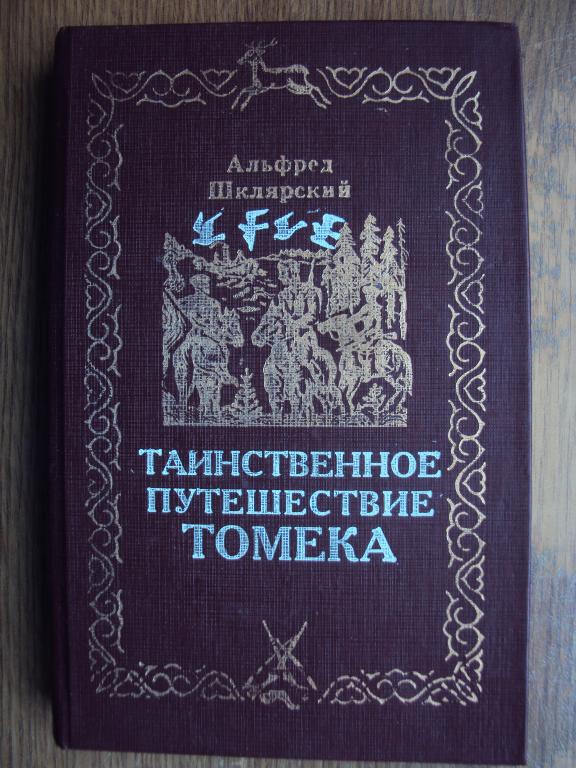 Альфред
Шклярский
ТАИНСТВЕННОЕ
ПУТЕШЕСТВИЕ
ТОМЕКА